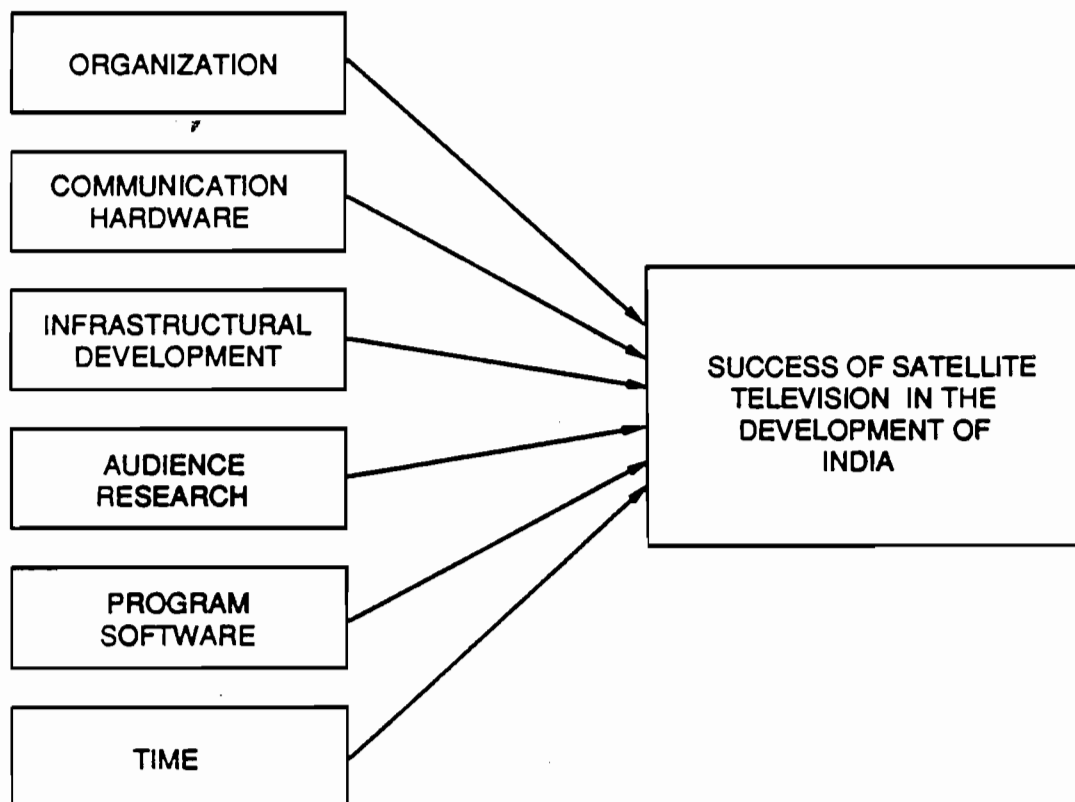 ORGANIZATION
COMMUNICATION
HARDWARE
INFRASTRUCTURAL
DEVELOPMENT
AUDIENCE
RESEARCH
PROGRAM
SOFTWARE
TIME
SUCCESS OF SATELLITE
TELEVISION IN THE
DEVELOPMENT OF
INDIA